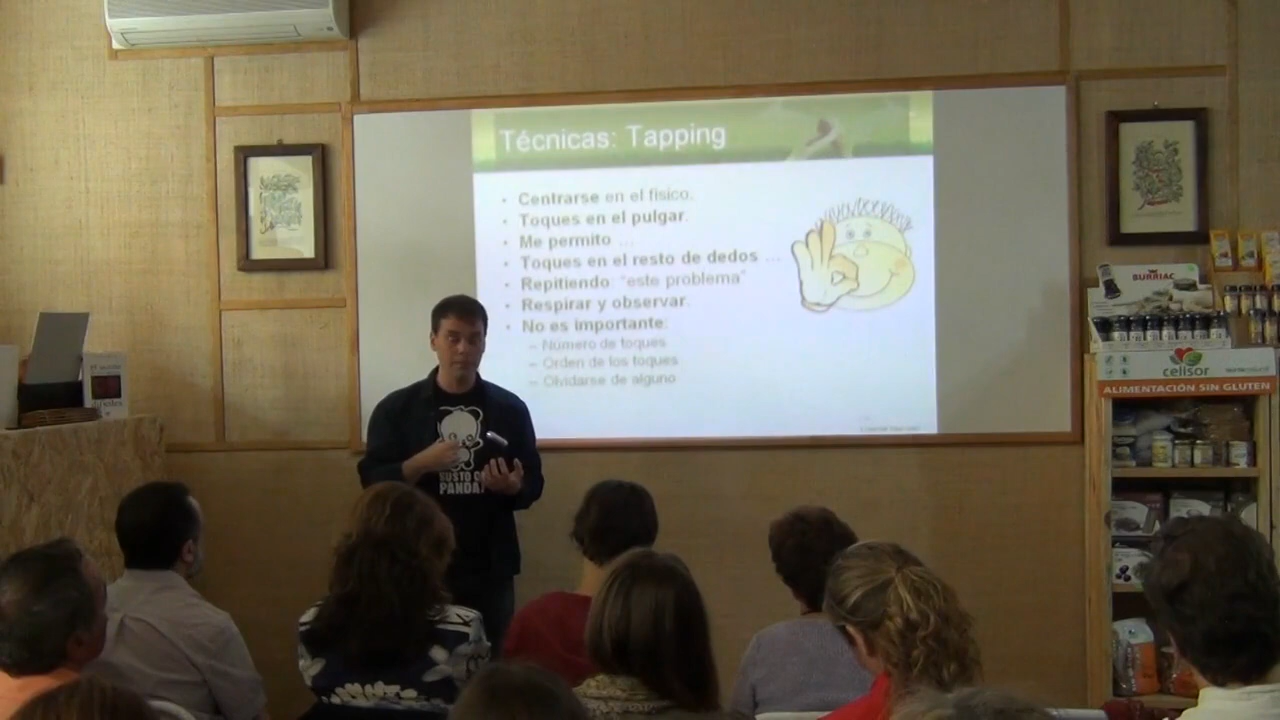 Técnicas: Tapping
• Centrarse en el físico.
• Toques en el pulgar.
• Me permito ...
• Toques en el resto de dedos ...
• Repitiendo: "este problema"
• Respirar y observar.
• No es importante:
– Número de toques
– Orden de los toques
– Olvidarse de alguno
PANDA
BURRIAC
celisor
ALIMENTACIÓN SIN GLUTEN